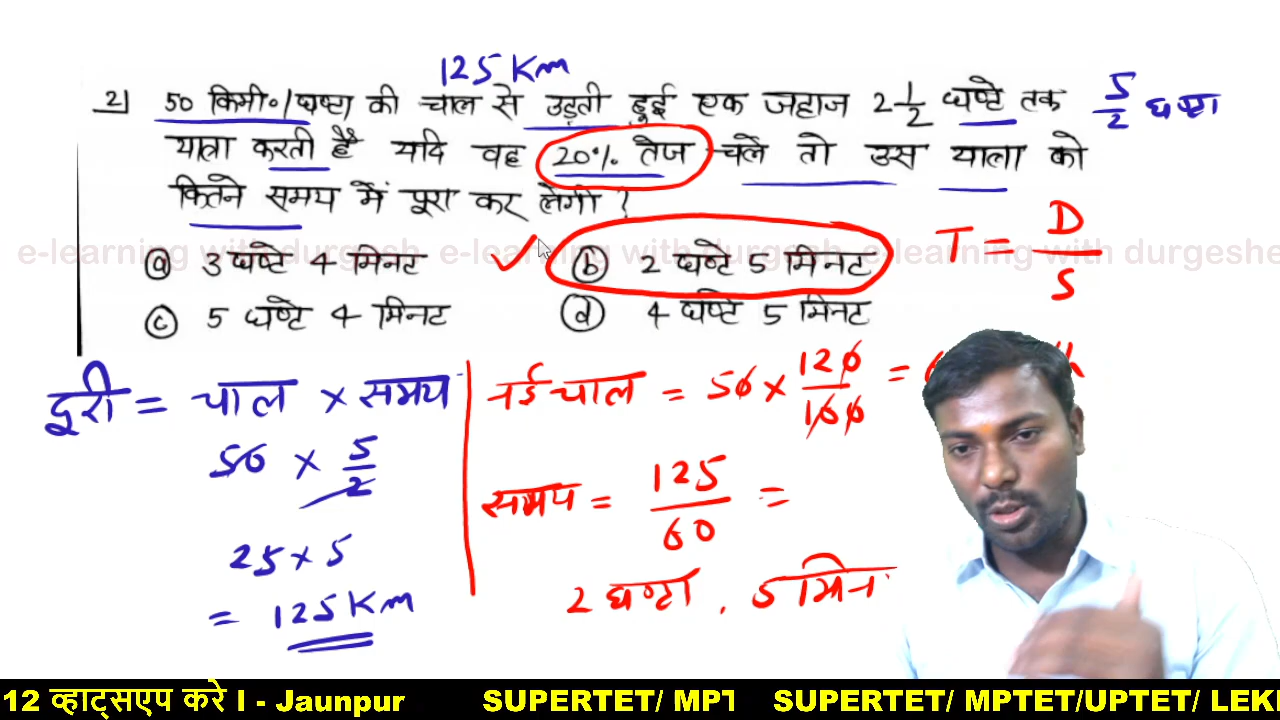 125 Km
2) 50 किमी०/घण्टा की चाल से उड़ती हुई एक जहाज 2 1/2 घण्टे तक 5/2 घण्टा
यात्रा करती है यदि वह 20% तेज चले तो उस यात्रा को
कितने समय में पूरा कर लेगी ?
T = D/S
e-learning with durgesh e-learning with durgesh e-learning with durgeshe
(a) 3 घण्टे 4 मिनट (b) 2 घण्टे 5 मिनट
(c) 5 घण्टे 4 मिनट (d) 4 घण्टे 5 मिनट
दूरी = चाल × समय
50 × 5/2
25 × 5
= 125 Km
नई चाल = 50 × 120/100 =
समय = 125/60 =
2 घण्टा, 5 मिन
12 व्हाट्सएप करे I - Jaunpur SUPERTET/ MPT SUPERTET/ MPTET/UPTET/ LEK